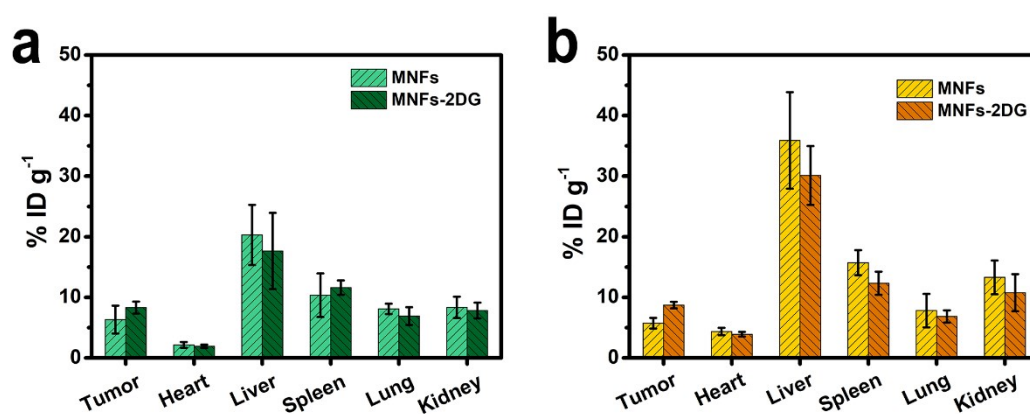 a
50
40
30
20
10
0
% ID g⁻¹
MNFs
MNFs-2DG
Tumor
Heart
Liver
Spleen
Lung
Kidney
b
50
40
30
20
10
0
% ID g⁻¹
MNFs
MNFs-2DG
Tumor
Heart
Liver
Spleen
Lung
Kidney